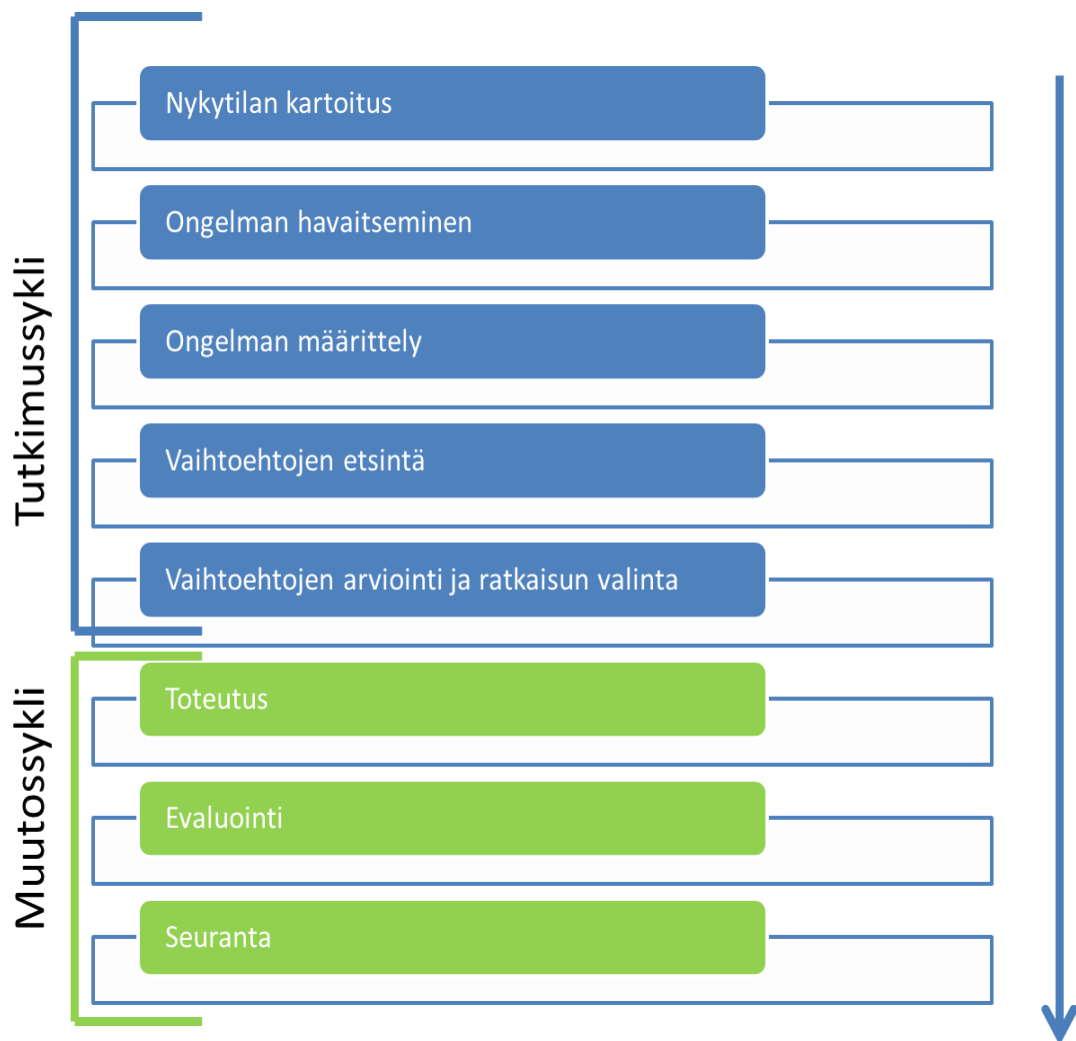 Tutkimussykli
Nykytilan kartoitus
Ongelman havaitseminen
Ongelman määrittely
Vaihtoehtojen etsintä
Vaihtoehtojen arviointi ja ratkaisun valinta
Muutossykli
Toteutus
Evaluointi
Seuranta